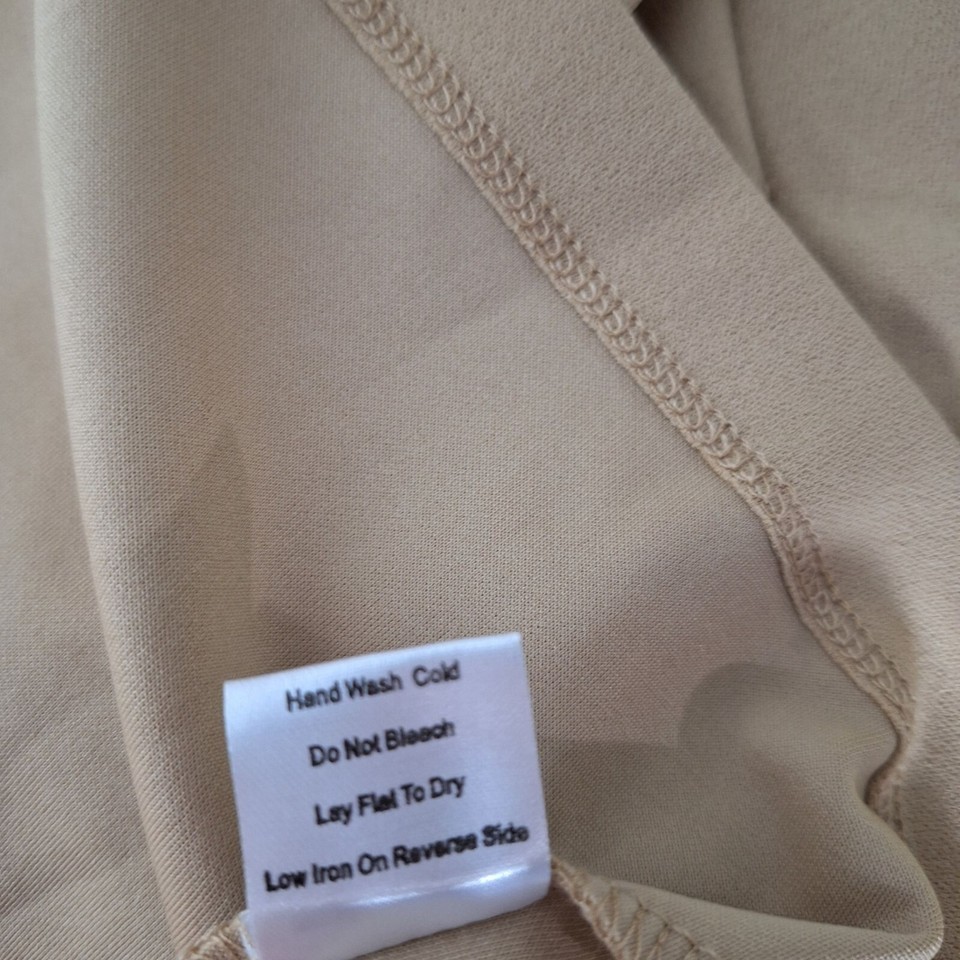 Hand Wash Cold
Do Not Bleach
Lay Flat To Dry
Low Iron On Reverse Side